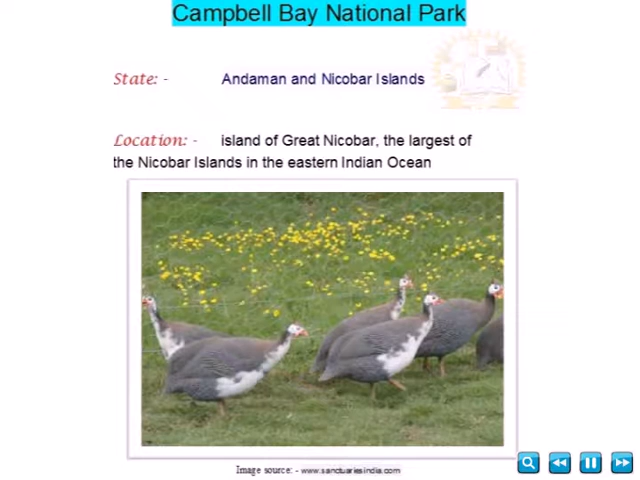 Campbell Bay National Park
State: - Andaman and Nicobar Islands
Location: - island of Great Nicobar, the largest of
the Nicobar Islands in the eastern Indian Ocean
Image source: - www.sanctuariesindia.com